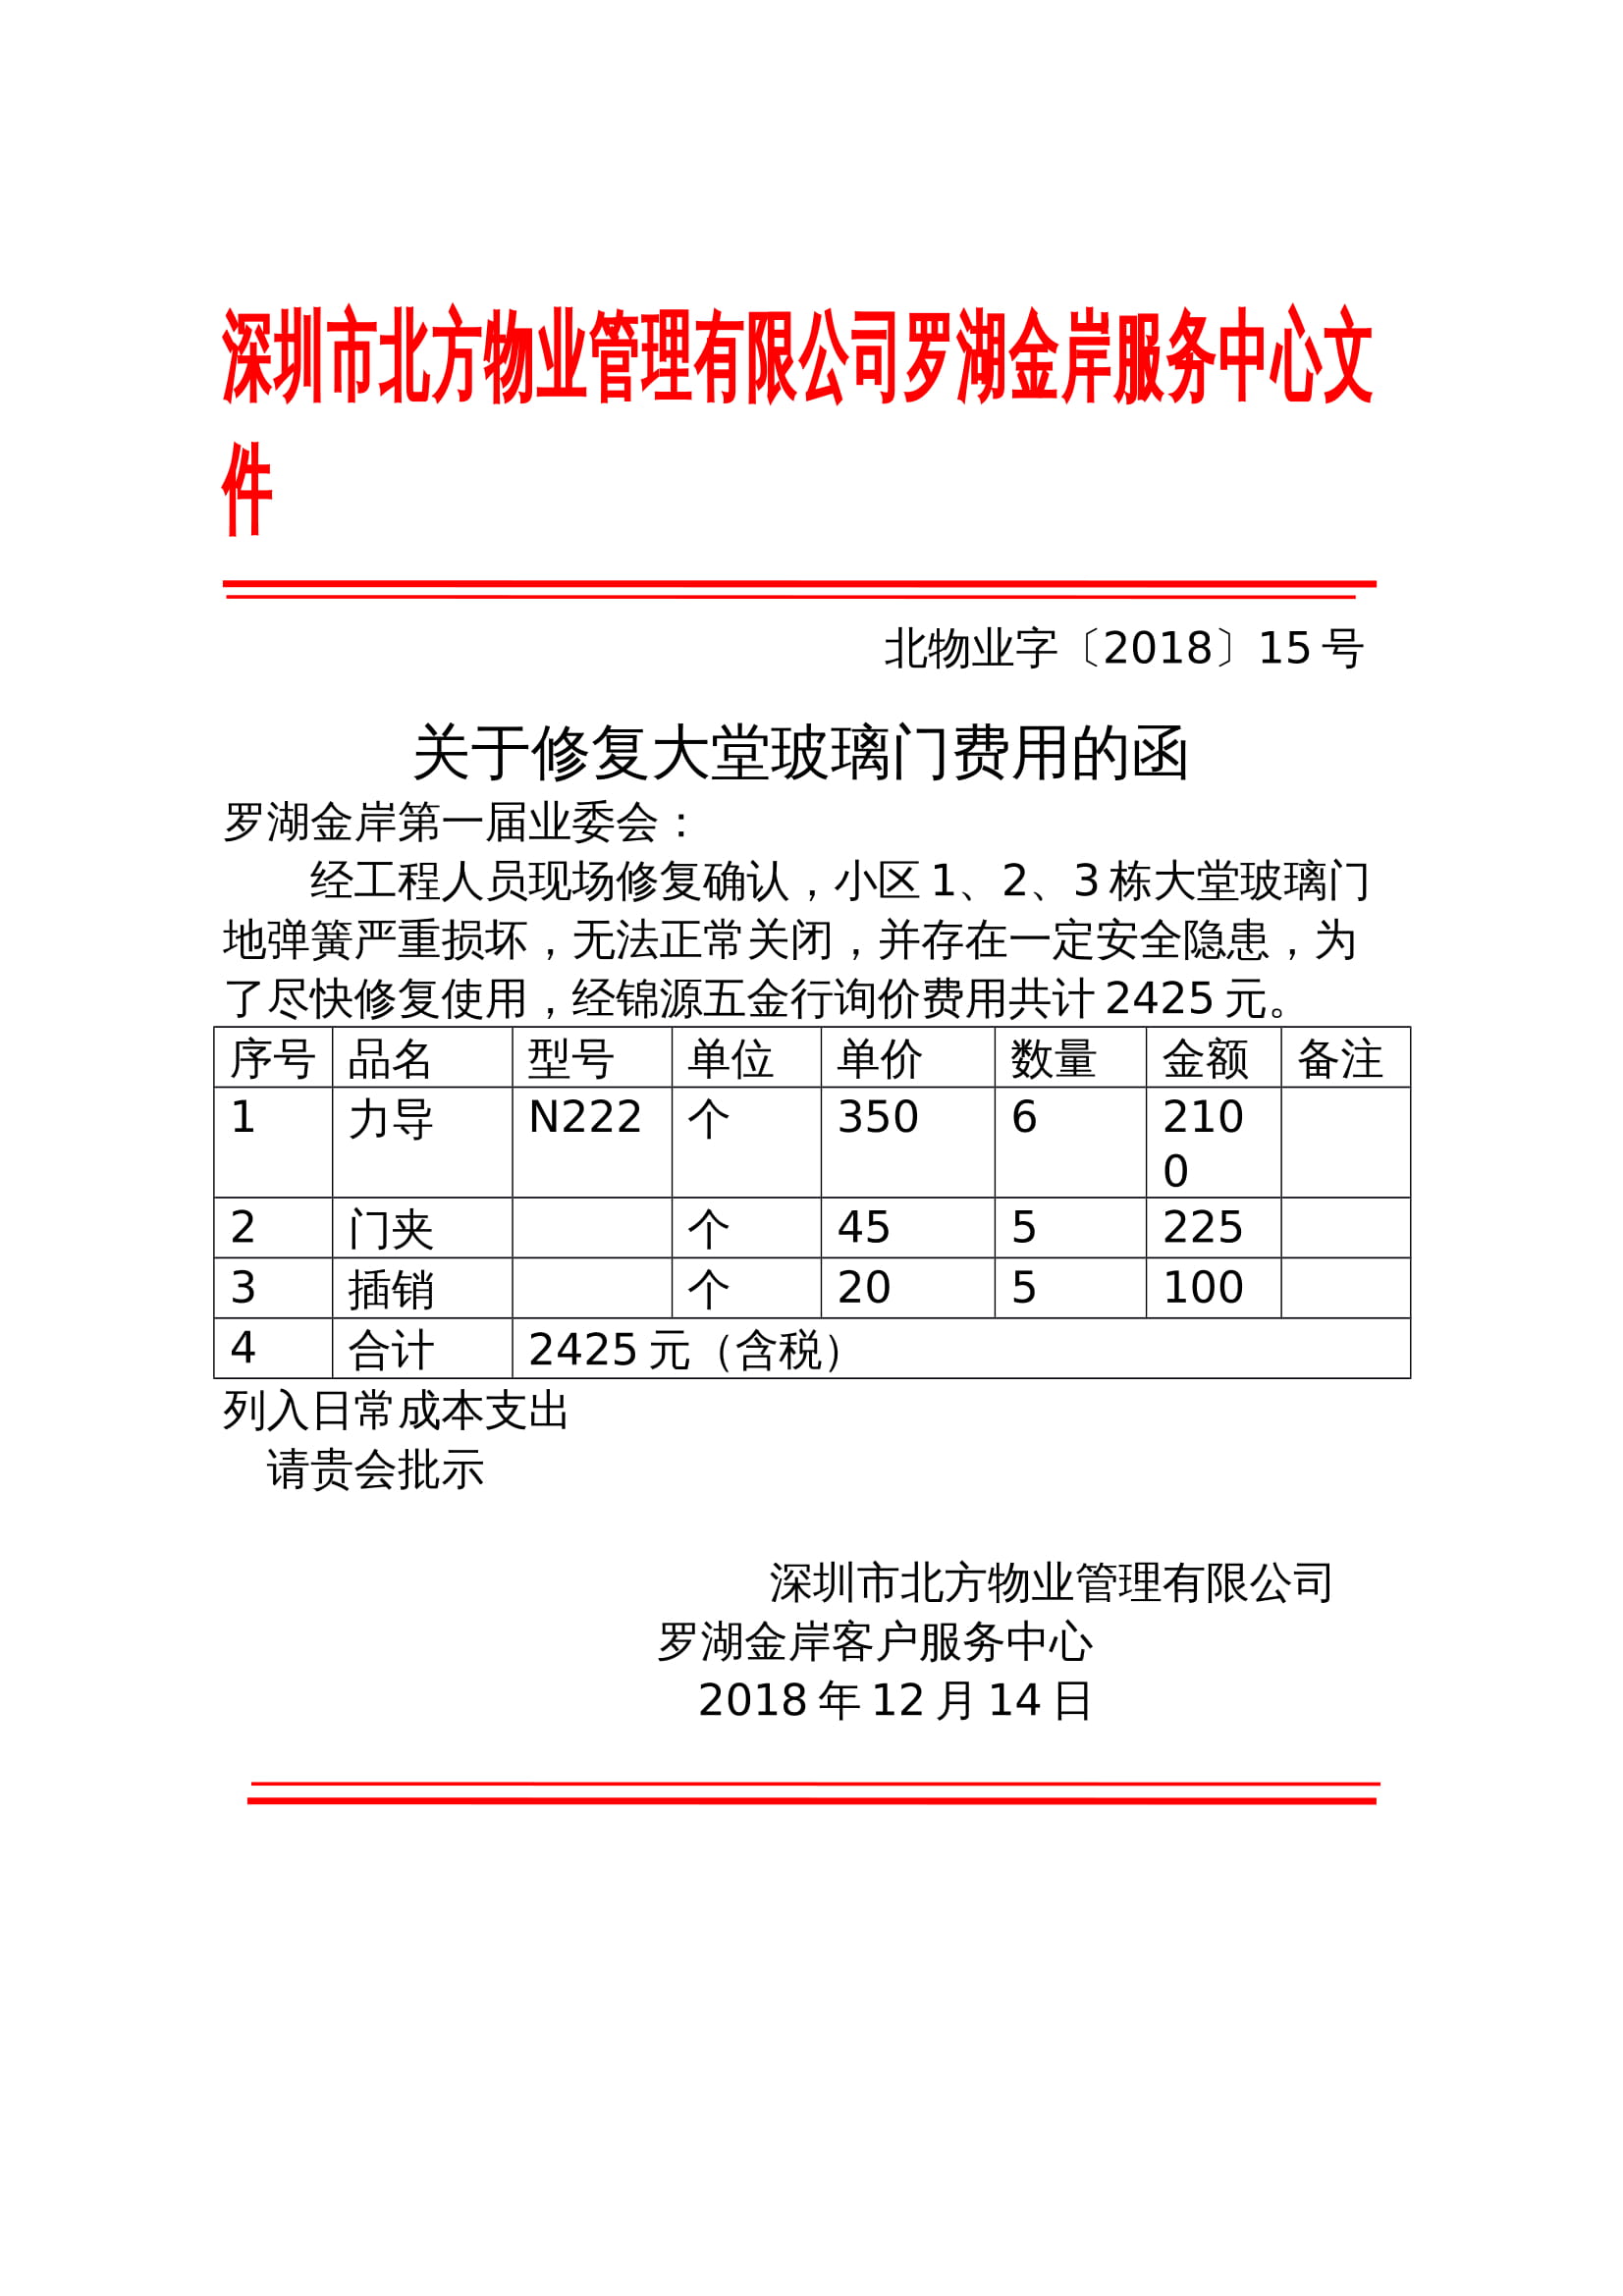 深圳市北方物业管理有限公司罗湖金岸服务中心文
件
北物业字〔2018〕15 号
关于修复大堂玻璃门费用的函
罗湖金岸第一届业委会：
经工程人员现场修复确认，小区 1、2、3 栋大堂玻璃门
地弹簧严重损坏，无法正常关闭，并存在一定安全隐患，为
了尽快修复使用，经锦源五金行询价费用共计 2425 元。
序号 品名 型号 单位 单价 数量 金额 备注
1 力导 N222 个 350 6 210
0
2 门夹 个 45 5 225
3 插销 个 20 5 100
4 合计 2425 元（含税）
列入日常成本支出
请贵会批示
深圳市北方物业管理有限公司
罗湖金岸客户服务中心
2018 年 12 月 14 日